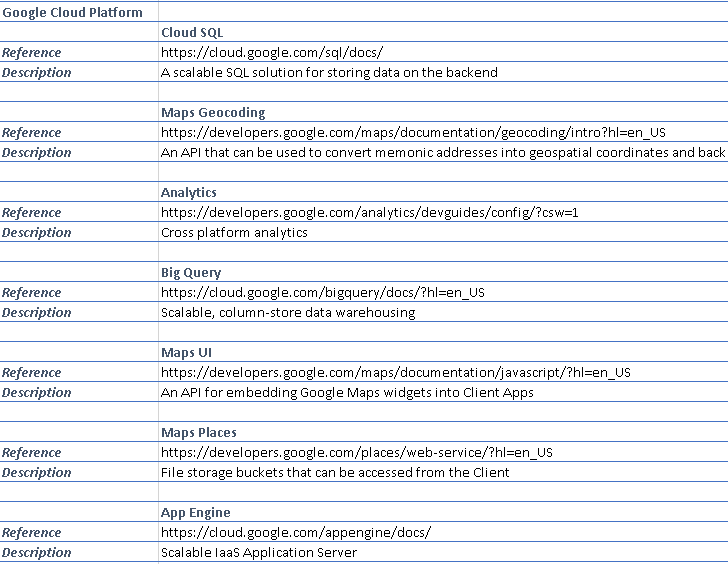 Google Cloud Platform
Cloud SQL
Reference https://cloud.google.com/sql/docs/
Description A scalable SQL solution for storing data on the backend
Maps Geocoding
Reference https://developers.google.com/maps/documentation/geocoding/intro?hl=en_US
Description An API that can be used to convert memonic addresses into geospatial coordinates and back
Analytics
Reference https://developers.google.com/analytics/devguides/config/?csw=1
Description Cross platform analytics
Big Query
Reference https://cloud.google.com/bigquery/docs/?hl=en_US
Description Scalable, column-store data warehousing
Maps UI
Reference https://developers.google.com/maps/documentation/javascript/?hl=en_US
Description An API for embedding Google Maps widgets into Client Apps
Maps Places
Reference https://developers.google.com/places/web-service/?hl=en_US
Description File storage buckets that can be accessed from the Client
App Engine
Reference https://cloud.google.com/appengine/docs/
Description Scalable IaaS Application Server